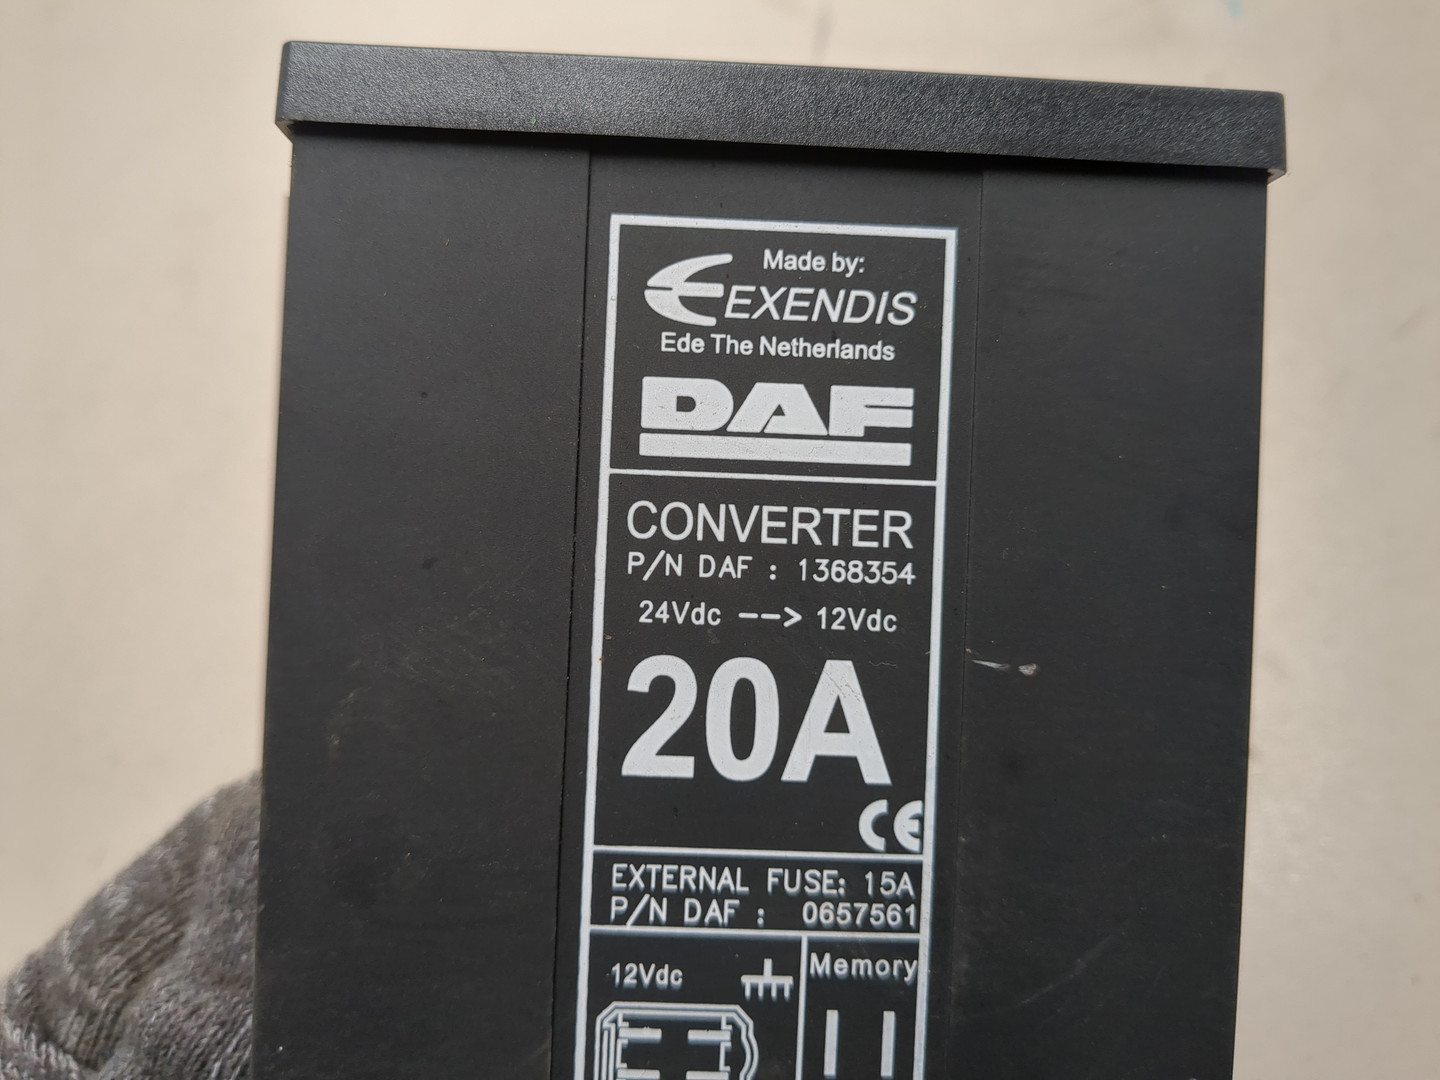 Made by:
EXENDIS
Ede The Netherlands
DAF
CONVERTER
P/N DAF : 1368354
24Vdc --> 12Vdc
20A
CE
EXTERNAL FUSE: 15A
P/N DAF : 0657561
12Vdc
Memory